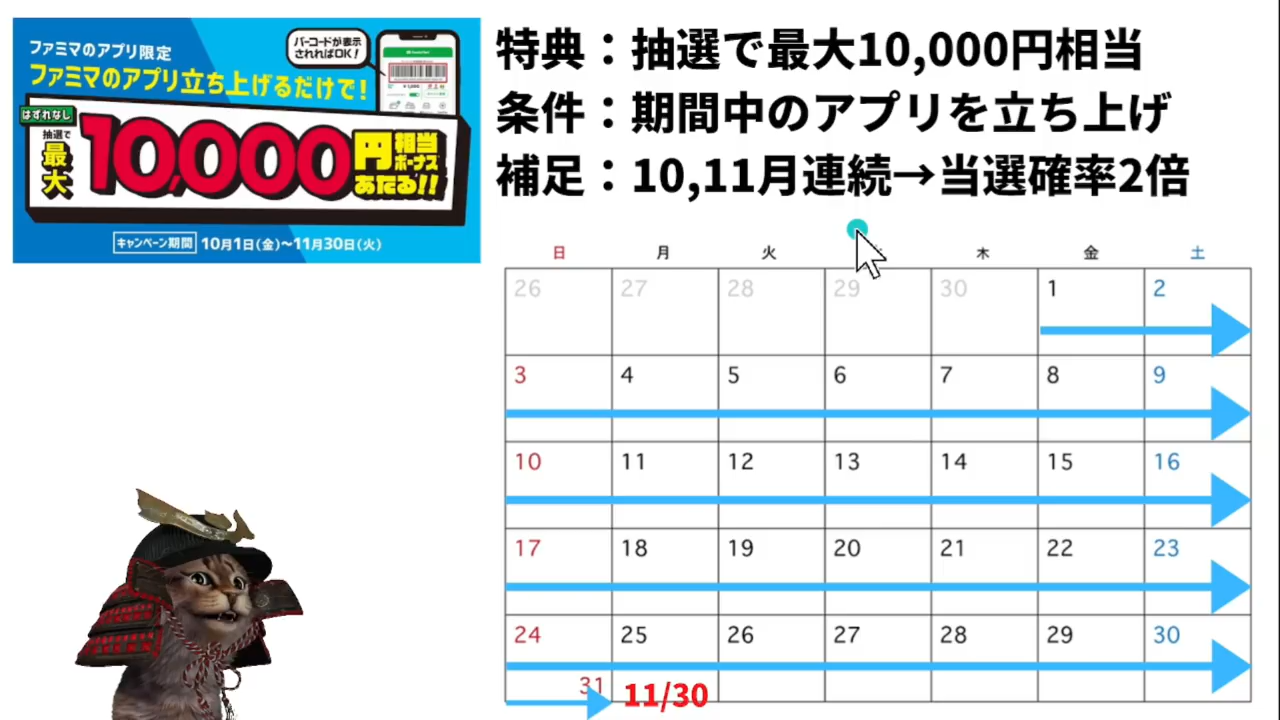 ファミマのアプリ限定
ファミマのアプリ立ち上げるだけで!
バーコードが表示
されればOK!
はずれなし
抽選で
最大
10,000円相当
ボーナス
あたる!!
キャンペーン期間 10月1日(金)~11月30日(火)
特典:抽選で最大10,000円相当
条件:期間中のアプリを立ち上げ
補足:10,11月連続→当選確率2倍
日 月 火 木 金 土
26 27 28 29 30 1 2
3 4 5 6 7 8 9
10 11 12 13 14 15 16
17 18 19 20 21 22 23
24 25 26 27 28 29 30
31 11/30